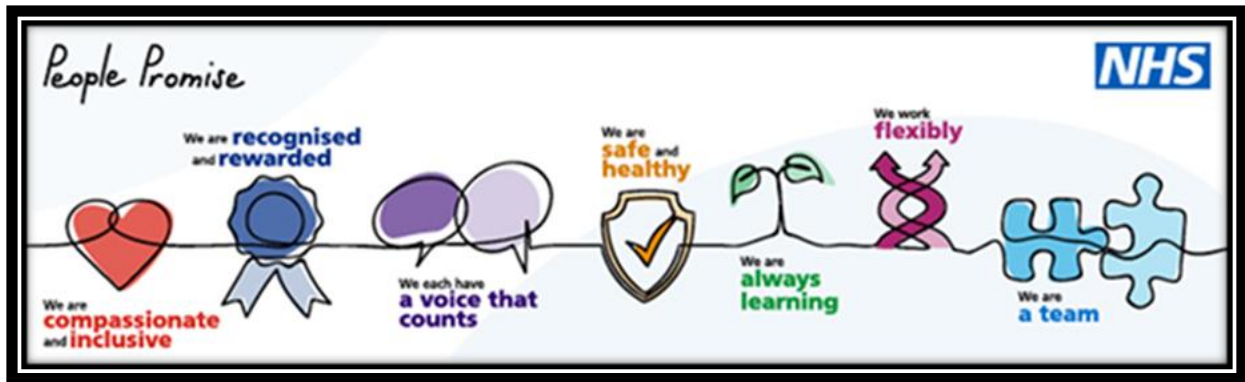 People Promise
NHS
We are
compassionate
and inclusive
We are recognised
and rewarded
We each have
a voice that
counts
We are
safe and
healthy
We are
always
learning
We work
flexibly
We are
a team